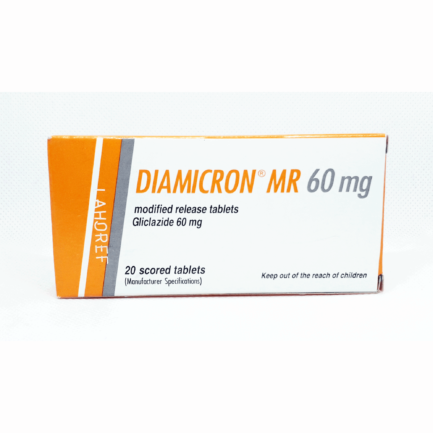 DIAMICRON® MR 60 mg
modified release tablets
Gliclazide 60 mg
20 scored tablets
(Manufacturer Specifications)
Keep out of the reach of children
LAHOREF